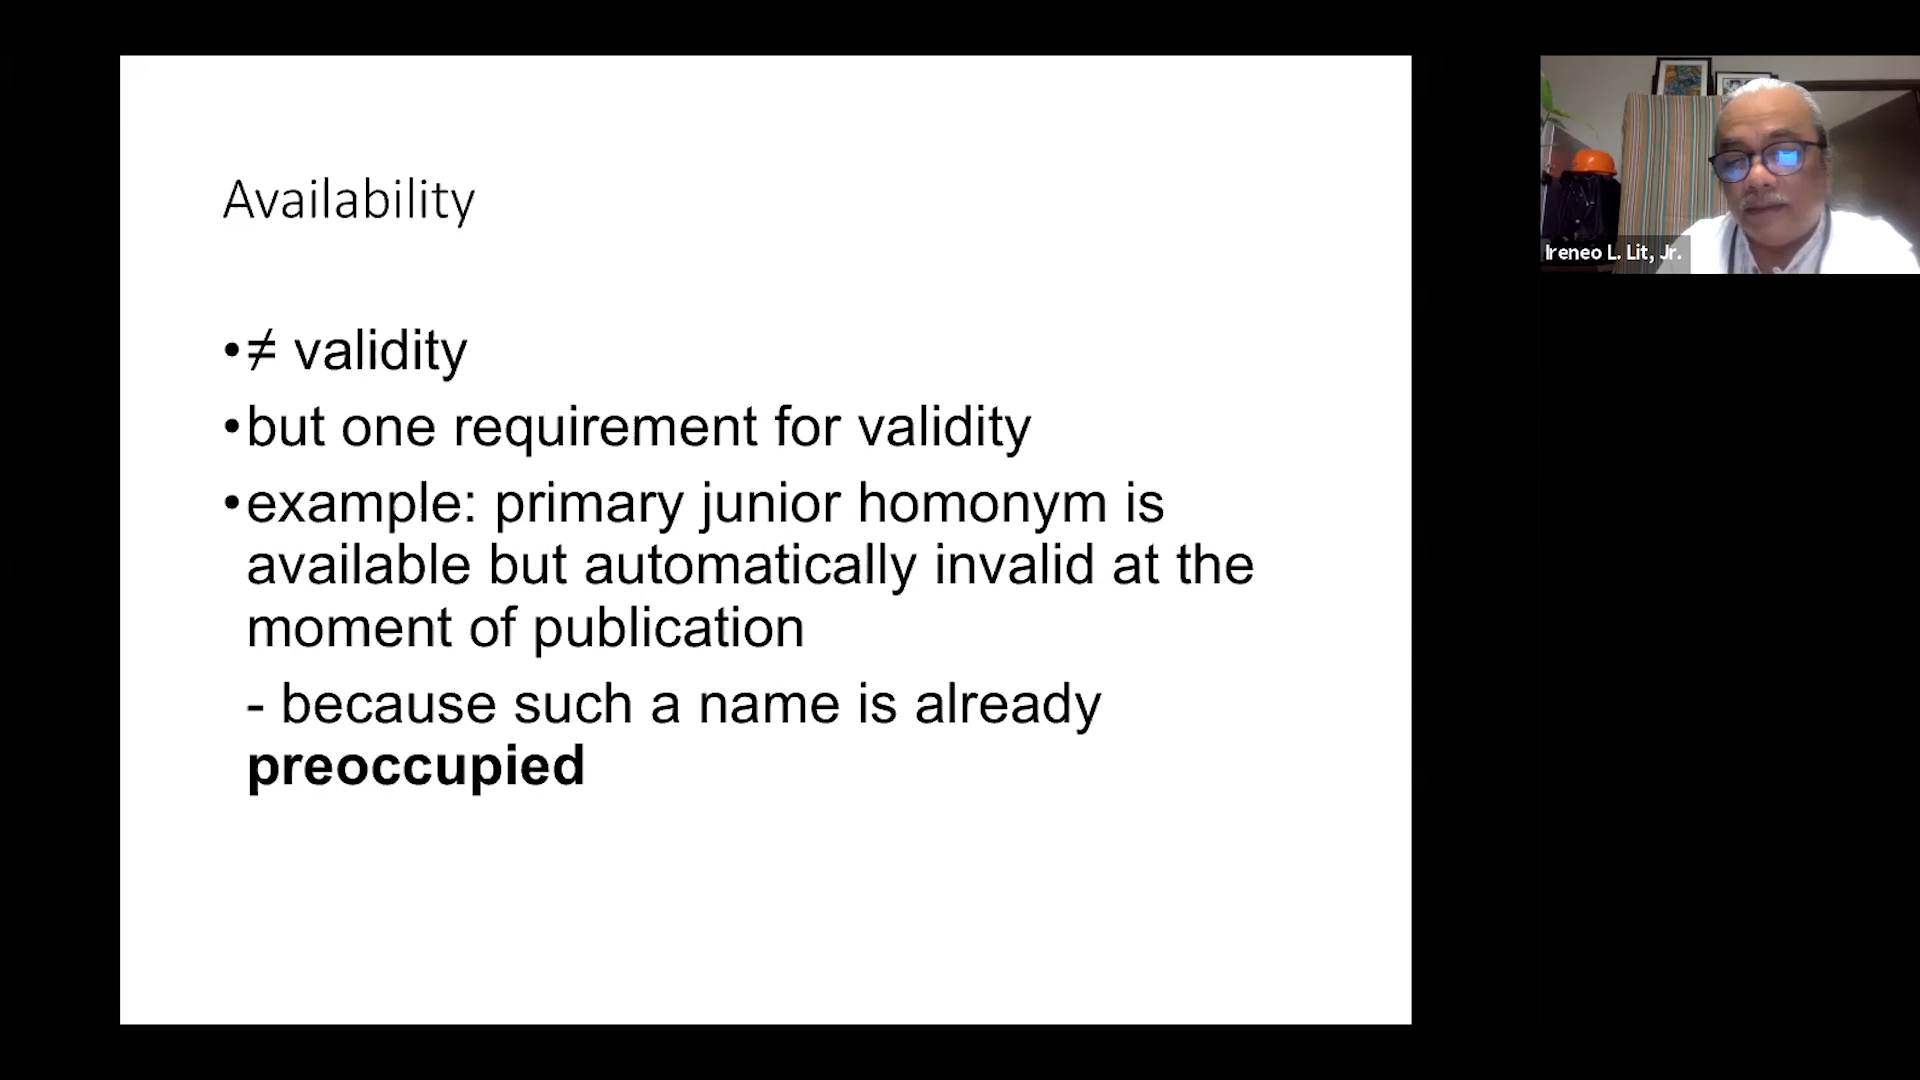 Availability
•≠ validity
•but one requirement for validity
•example: primary junior homonym is
available but automatically invalid at the
moment of publication
- because such a name is already
preoccupied
Ireneo L. Lit, Jr.